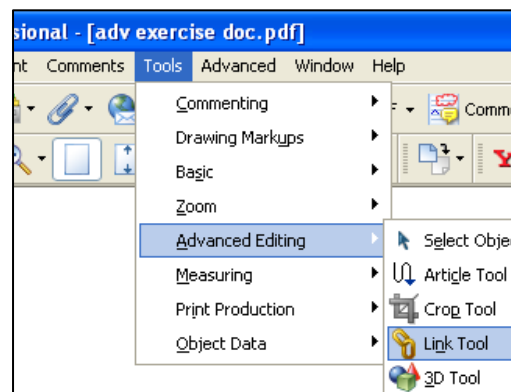 sional - [adv exercise doc.pdf]
nt Comments Tools Advanced Window Help
Commenting
Comm
Drawing Markups
Basic
Zoom
Advanced Editing
Select Obje
Measuring
Article Tool
Print Production
Crop Tool
Object Data
Link Tool
3D Tool